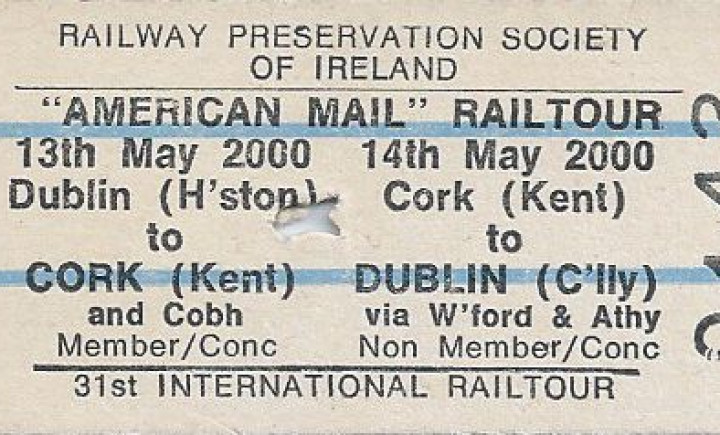 RAILWAY PRESERVATION SOCIETY
OF IRELAND
"AMERICAN MAIL" RAILTOUR
13th May 2000 14th May 2000
Dublin (H'ston) Cork (Kent)
to to
CORK (Kent) DUBLIN (C'lly)
and Cobh via W'ford & Athy
Member/Conc Non Member/Conc
31st INTERNATIONAL RAILTOUR